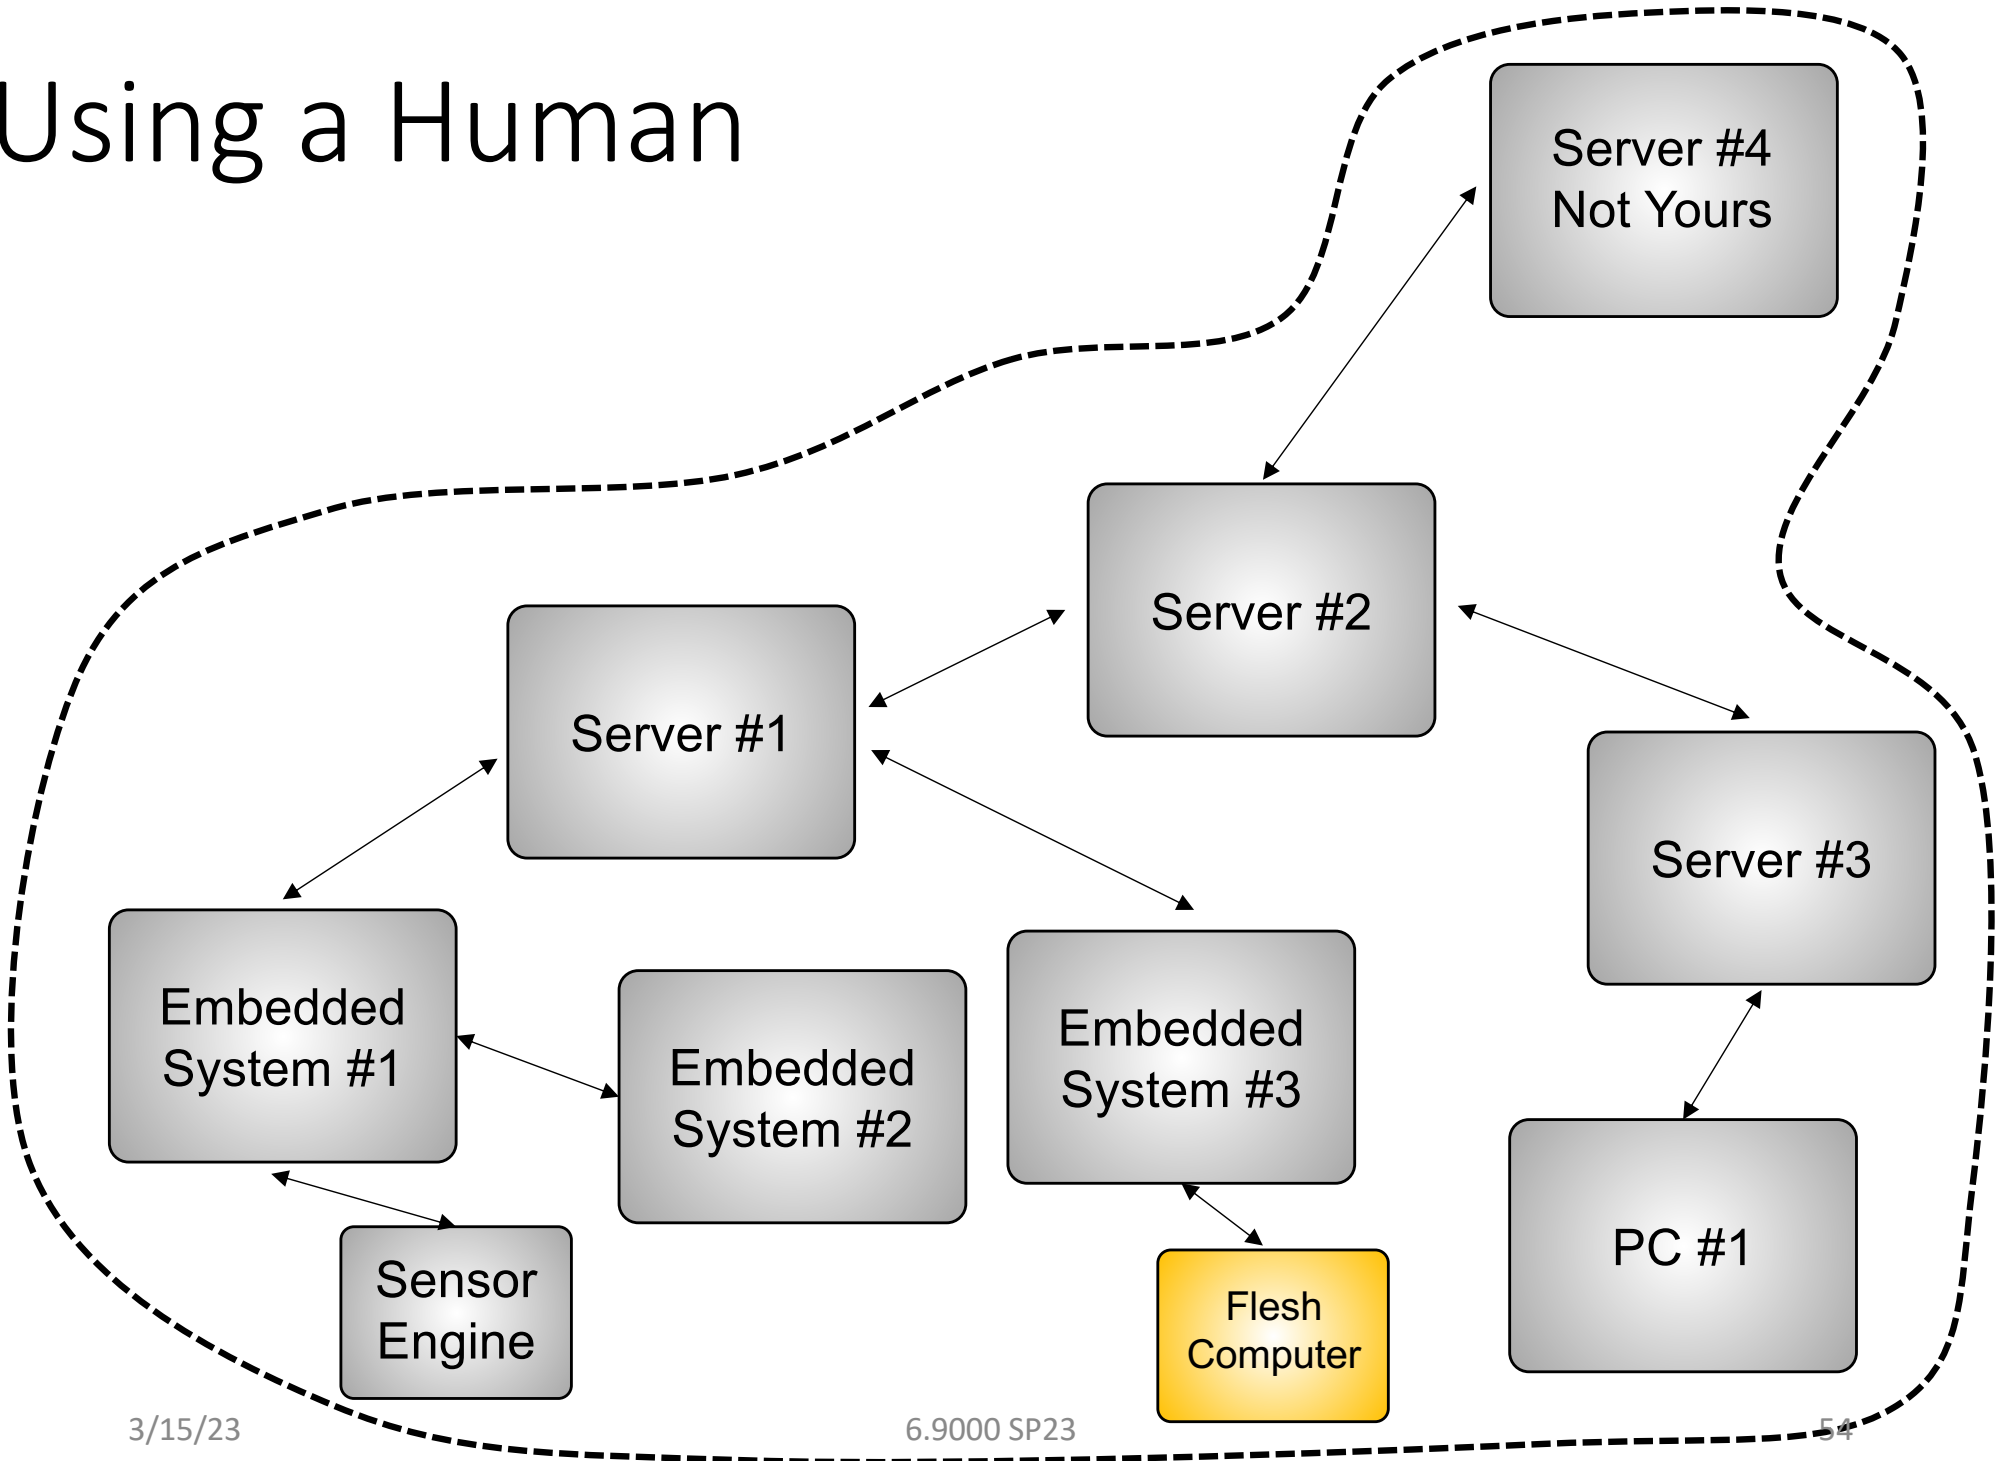 Using a Human
Server #4
Not Yours
Server #2
Server #1
Server #3
Embedded
System #1
Embedded
System #2
Embedded
System #3
PC #1
Sensor
Engine
Flesh
Computer
3/15/23
6.9000 SP23
54